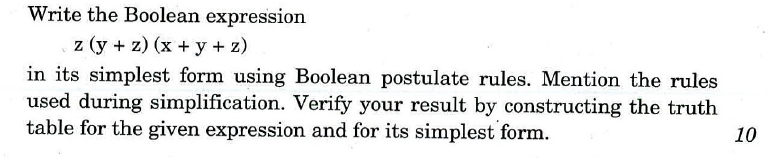 Write the Boolean expression
z (y + z) (x + y + z)
in its simplest form using Boolean postulate rules. Mention the rules
used during simplification. Verify your result by constructing the truth
table for the given expression and for its simplest form. 10